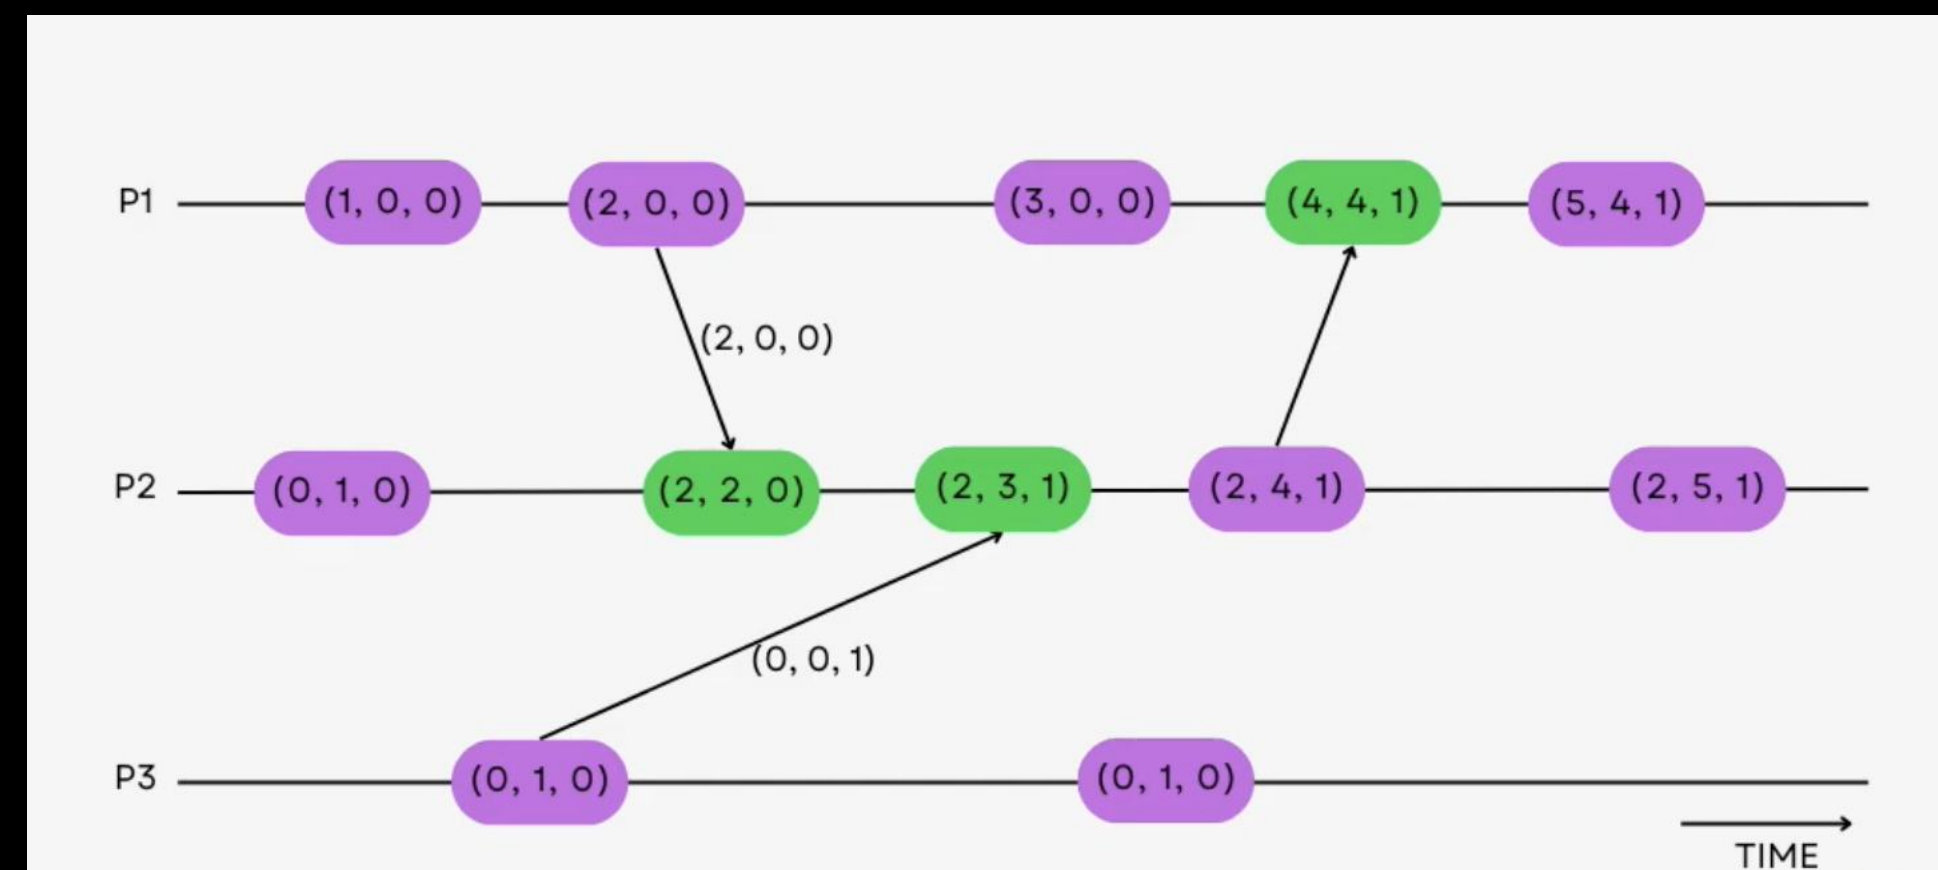 P1 (1, 0, 0) (2, 0, 0) (3, 0, 0) (4, 4, 1) (5, 4, 1)
(2, 0, 0)
P2 (0, 1, 0) (2, 2, 0) (2, 3, 1) (2, 4, 1) (2, 5, 1)
(0, 0, 1)
P3 (0, 1, 0) (0, 1, 0)
TIME